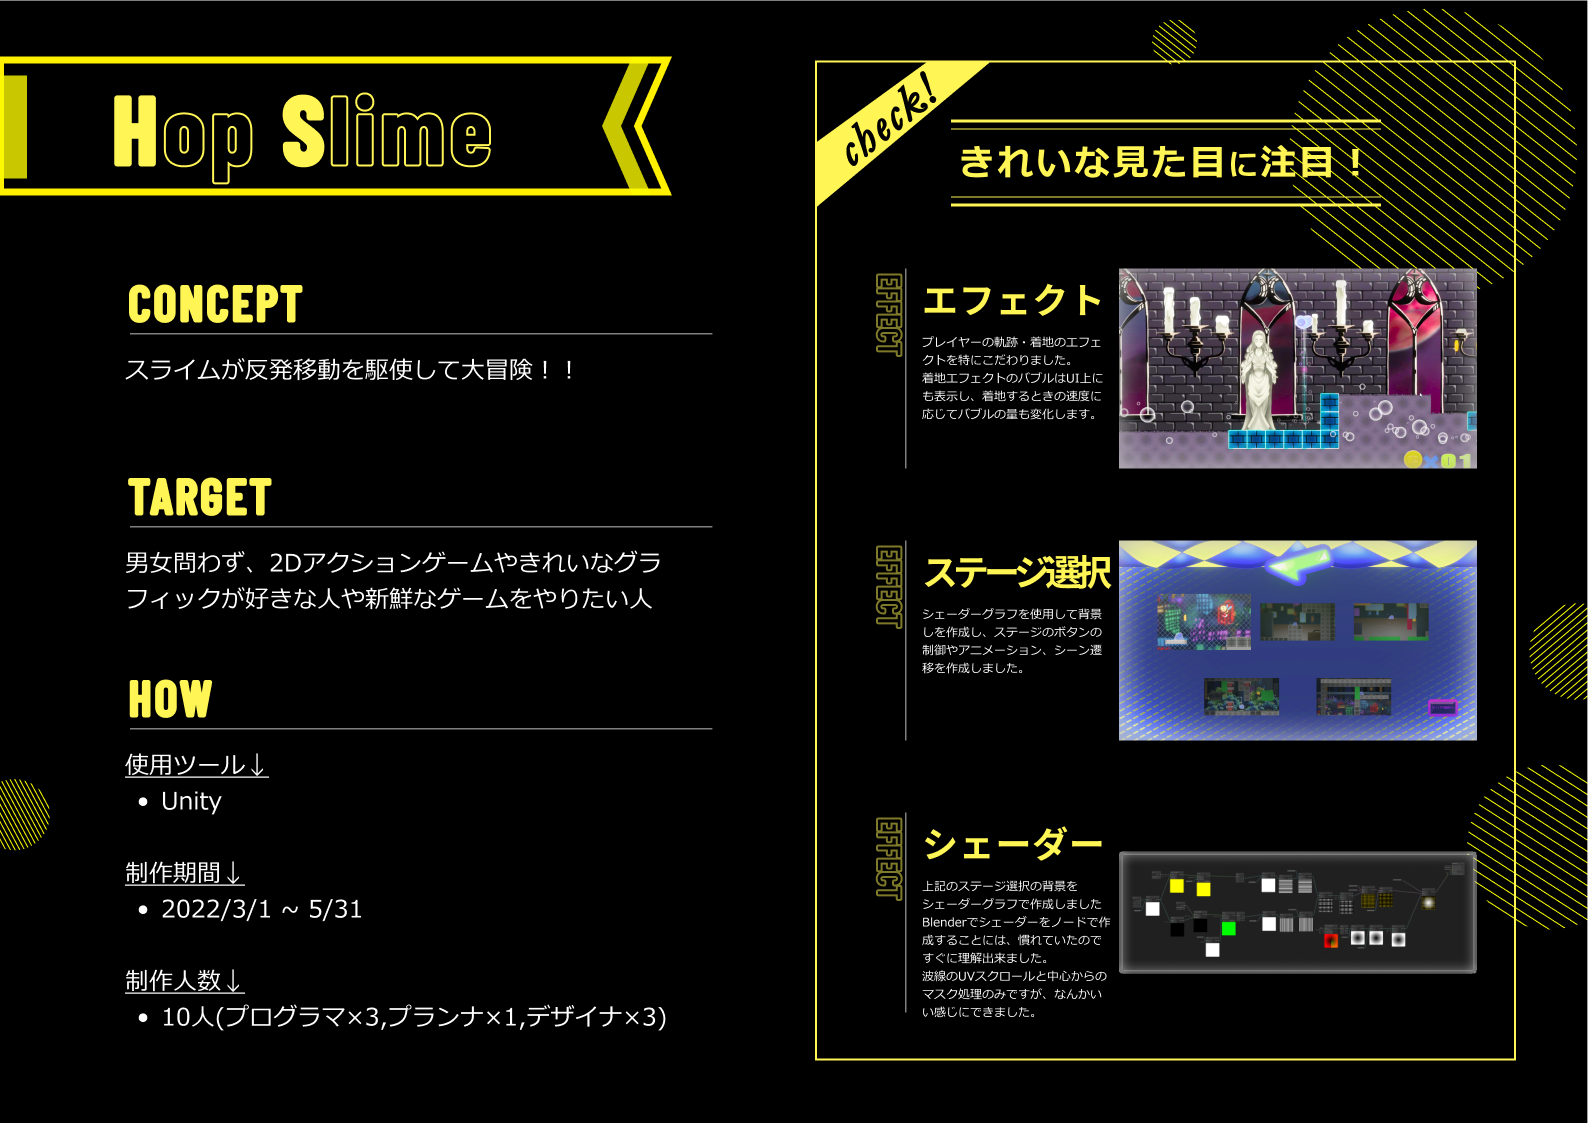 Hop Slime
CONCEPT
スライムが反発移動を駆使して大冒険！！
TARGET
男女問わず、2Dアクションゲームやきれいなグラ
フィックが好きな人や新鮮なゲームをやりたい人
HOW
使用ツール↓
• Unity
制作期間↓
• 2022/3/1 ~ 5/31
制作人数↓
• 10人(プログラマ×3,プランナ×1,デザイナ×3)
check!
きれいな見た目に注目！
EFFECT
エフェクト
プレイヤーの軌跡・着地のエフェ
クトを特にこだわりました。
着地エフェクトのバブルはUI上に
も表示し、着地するときの速度に
応じてバブルの量も変化します。
×01
EFFECT
ステージ選択
シェーダーグラフを使用して背景
しを作成し、ステージのボタンの
制御やアニメーション、シーン遷
移を作成しました。
EFFECT
シェーダー
上記のステージ選択の背景を
シェーダーグラフで作成しました
Blenderでシェーダーをノードで作
成することには、慣れていたので
すぐに理解出来ました。
波線のUVスクロールと中心からの
マスク処理のみですが、なんかい
い感じにできました。